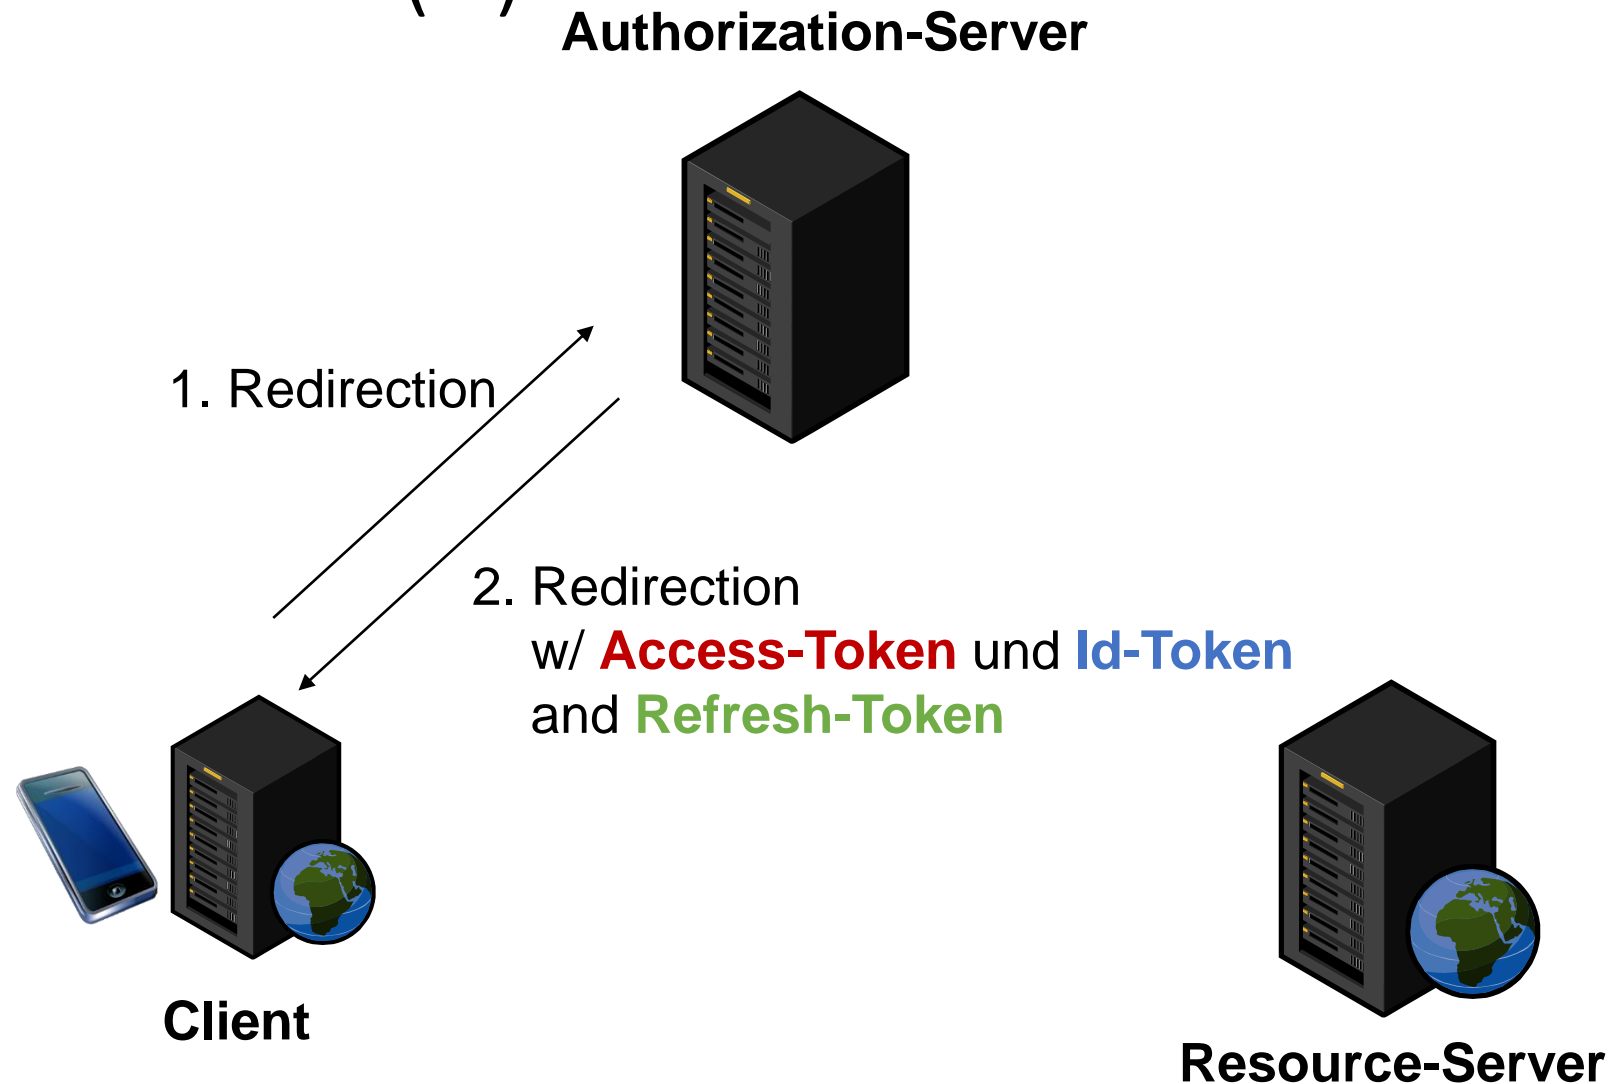 Authorization-Server
1. Redirection
2. Redirection
w/ Access-Token und Id-Token
and Refresh-Token
Client
Resource-Server